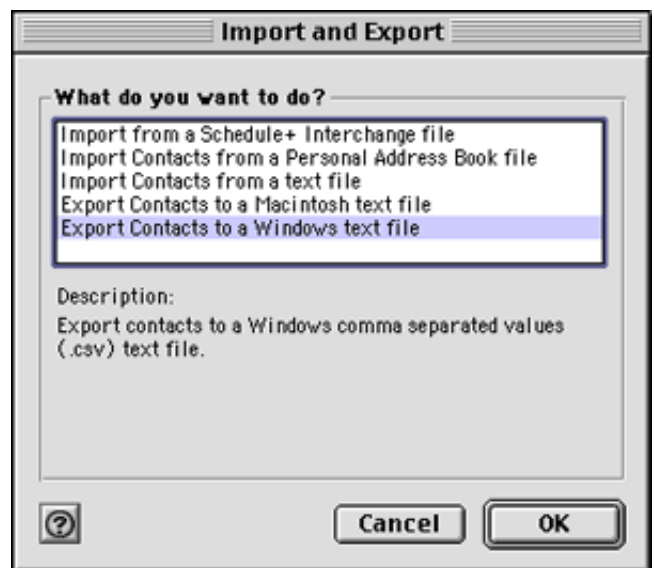 Import and Export
What do you want to do?
Import from a Schedule+ Interchange file
Import Contacts from a Personal Address Book file
Import Contacts from a text file
Export Contacts to a Macintosh text file
Export Contacts to a Windows text file
Description:
Export contacts to a Windows comma separated values
(.csv) text file.
?
Cancel
OK